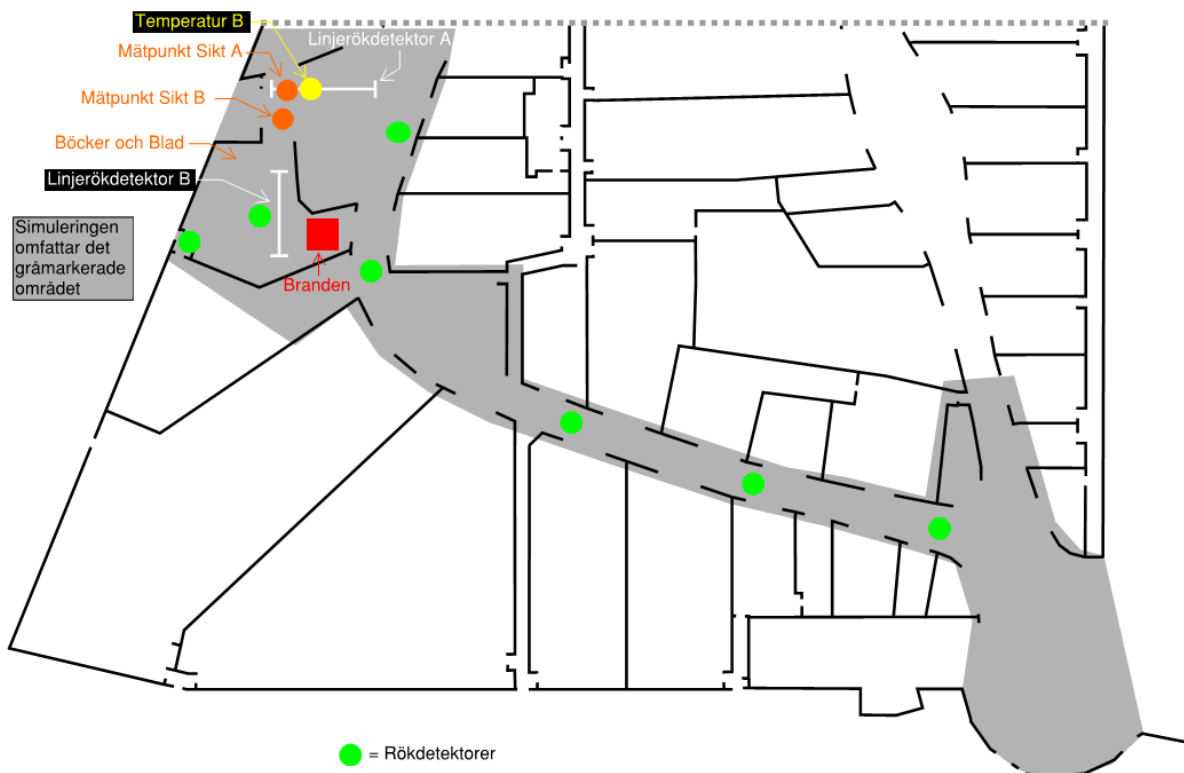 Temperatur B
Linjerökdetektor A
Mätpunkt Sikt A
Mätpunkt Sikt B
Böcker och Blad
Linjerökdetektor B
Simuleringen
omfattar det
gråmarkerade
området
Branden
= Rökdetektorer